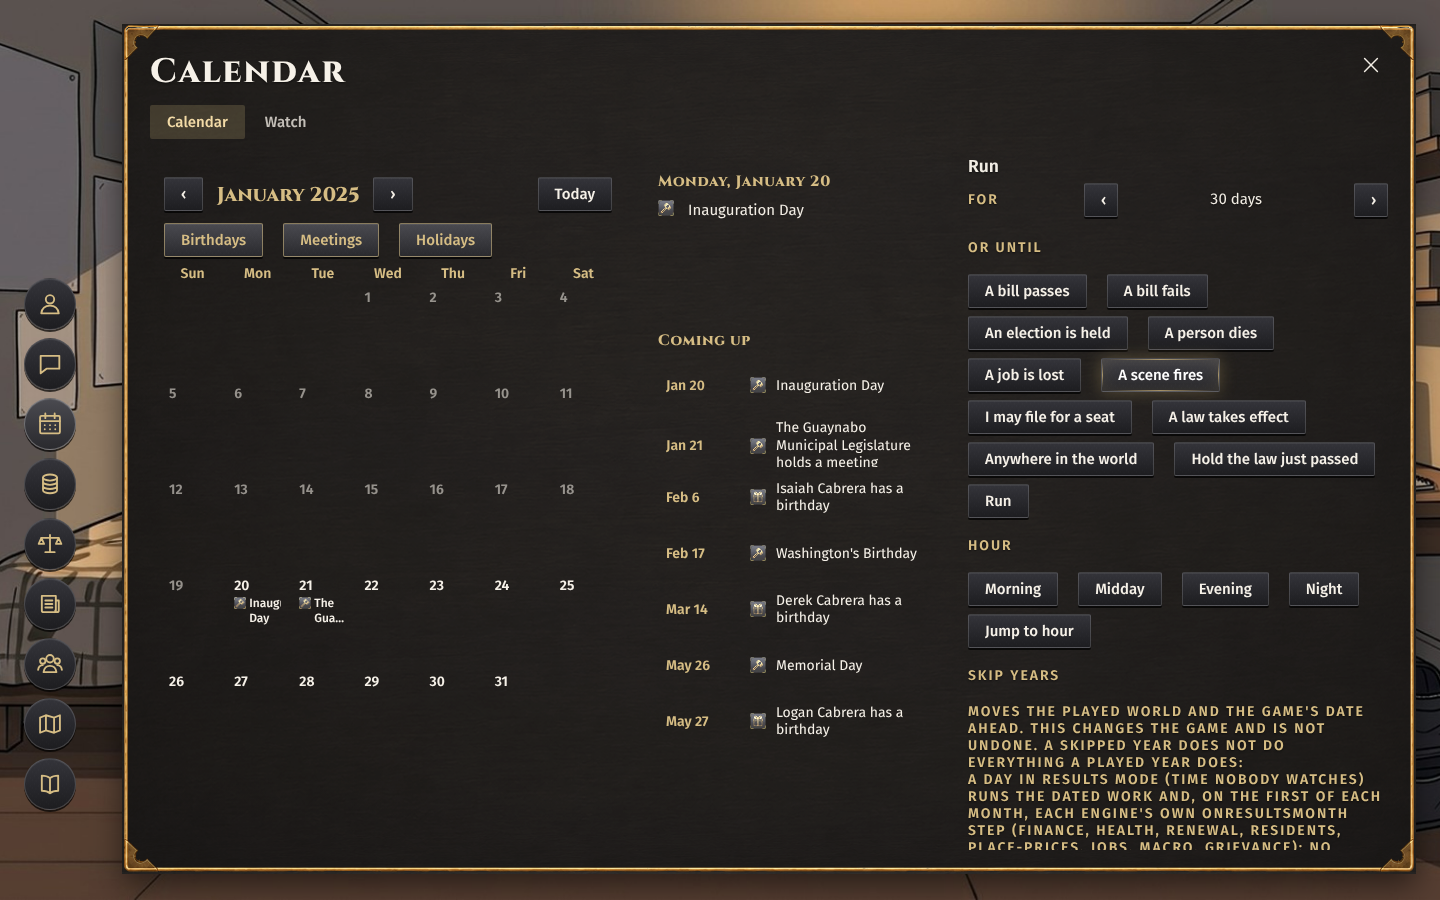 CALENDAR
Calendar
Watch
‹
JANUARY 2025
›
Today
Birthdays
Meetings
Holidays
Sun Mon Tue Wed Thu Fri Sat
1 2 3 4
5 6 7 8 9 10 11
12 13 14 15 16 17 18
19 20 21 22 23 24 25
Inaug
Day
The
Gua...
26 27 28 29 30 31
MONDAY, JANUARY 20
Inauguration Day
COMING UP
Jan 20 Inauguration Day
Jan 21
The Guaynabo
Municipal Legislature
holds a meeting
Feb 6
Isaiah Cabrera has a
birthday
Feb 17 Washington's Birthday
Mar 14
Derek Cabrera has a
birthday
May 26 Memorial Day
May 27
Logan Cabrera has a
birthday
Run
FOR ‹ 30 days ›
OR UNTIL
A bill passes
A bill fails
An election is held
A person dies
A job is lost
A scene fires
I may file for a seat
A law takes effect
Anywhere in the world
Hold the law just passed
Run
HOUR
Morning
Midday
Evening
Night
Jump to hour
SKIP YEARS
MOVES THE PLAYED WORLD AND THE GAME'S DATE
AHEAD. THIS CHANGES THE GAME AND IS NOT
UNDONE. A SKIPPED YEAR DOES NOT DO
EVERYTHING A PLAYED YEAR DOES:
A DAY IN RESULTS MODE (TIME NOBODY WATCHES)
RUNS THE DATED WORK AND, ON THE FIRST OF EACH
MONTH, EACH ENGINE'S OWN ONRESULTSMONTH
STEP (FINANCE, HEALTH, RENEWAL, RESIDENTS,
PLACE-PRICES, JOBS, MACRO, GRIEVANCE): NO